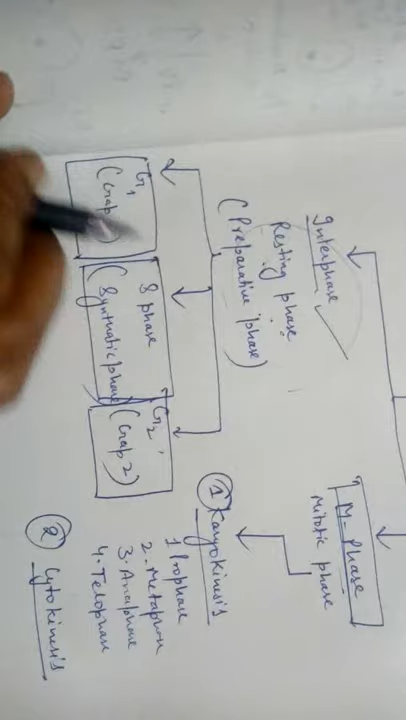 Interphase
Resting phase
(Preparative phase)
G1
(Gap 1)
S phase
(Synthatic phase)
G2
(Gap 2)
M-Phase
Mitotic phase
① Karyokinesis
1 Prophase
2. Metaphase
3. Anaphase
4. Telophase
② Cytokinesis